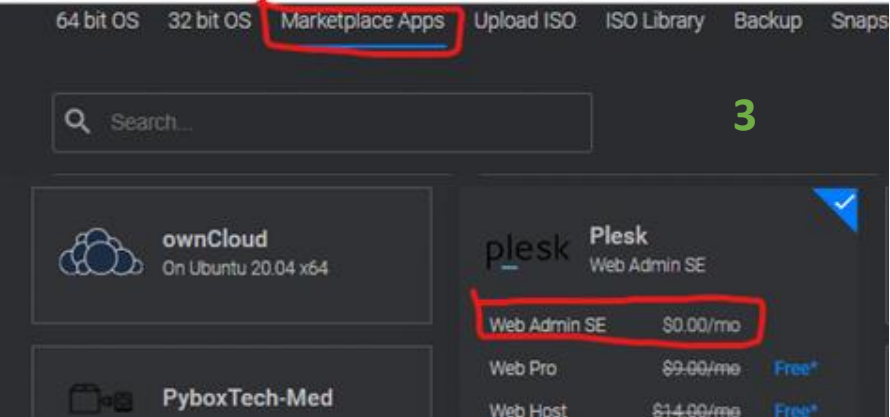 64 bit OS 32 bit OS Marketplace Apps Upload ISO ISO Library Backup Snaps
Search...
3
ownCloud
On Ubuntu 20.04 x64
plesk
Plesk
Web Admin SE
Web Admin SE $0.00/mo
Web Pro $9.00/mo Free*
Web Host $14.00/mo Free*
PyboxTech-Med